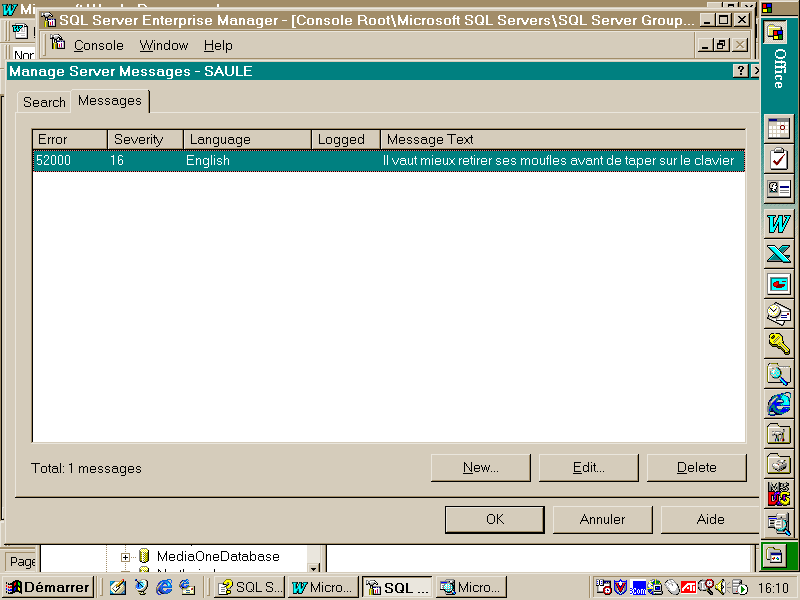 SQL Server Enterprise Manager - [Console Root\Microsoft SQL Servers\SQL Server Group...
Console Window Help
Manage Server Messages - SAULE
Office
Search Messages
Error Severity Language Logged Message Text
52000 16 English Il vaut mieux retirer ses moufles avant de taper sur le clavier
Total: 1 messages
New... Edit... Delete
OK Annuler Aide
Page
MediaOneDatabase
Démarrer SQL S... Micro... SQL ... Micro... 16:10